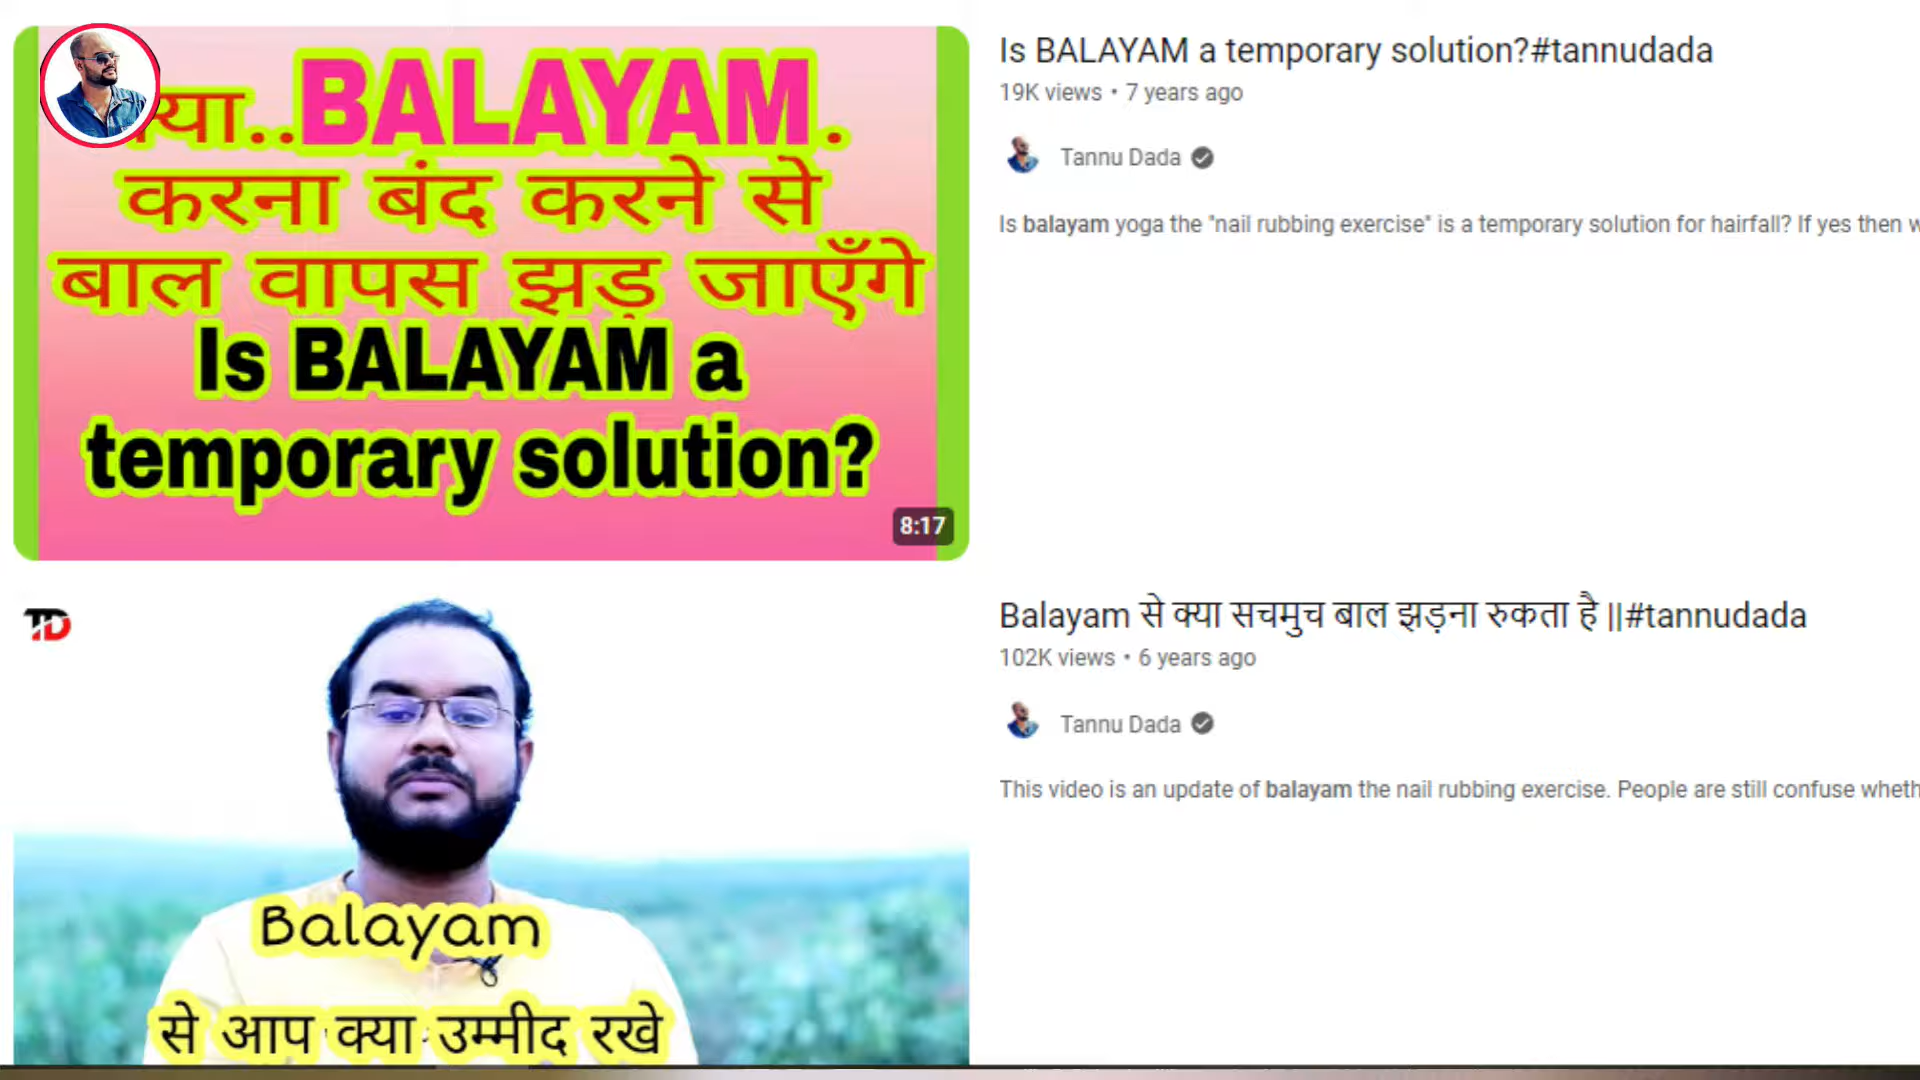 क्या..BALAYAM.
करना बंद करने से
बाल वापस झड़ जाएँगे
Is BALAYAM a
temporary solution?
8:17
Is BALAYAM a temporary solution?#tannudada
19K views • 7 years ago
Tannu Dada
Is balayam yoga the "nail rubbing exercise" is a temporary solution for hairfall? If yes then
TD
Balayam
से आप क्या उम्मीद रखे
Balayam से क्या सचमुच बाल झड़ना रुकता है ||#tannudada
102K views • 6 years ago
Tannu Dada
This video is an update of balayam the nail rubbing exercise. People are still confuse